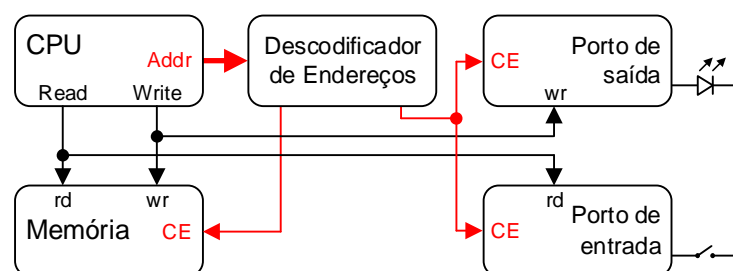 CPU
Addr
Read
Write
Descodificador
de Endereços
Porto de
saída
CE
wr
rd
wr
Memória
CE
rd
Porto de
entrada
CE